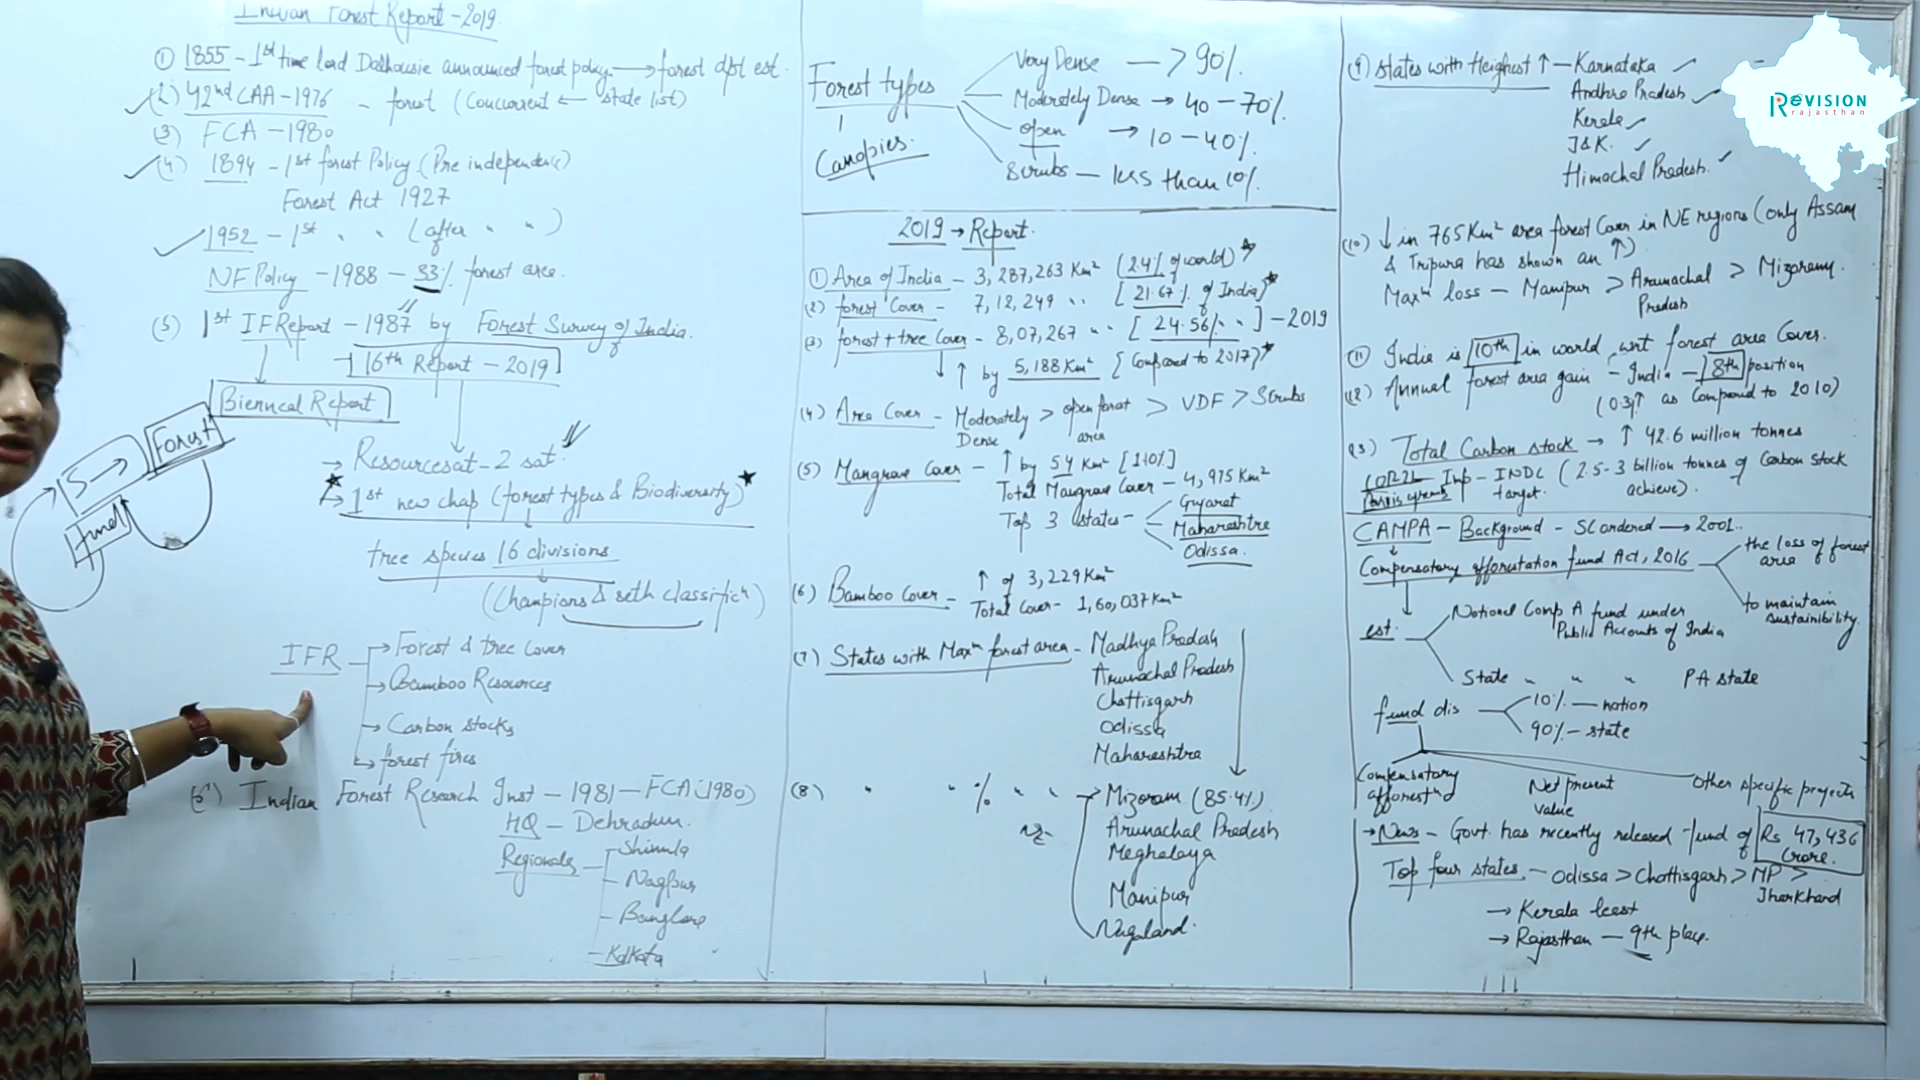 Indian Forest Report - 2019.
① 1855 - 1st time lord Dalhousie announced forest policy → forest dpt est.
(2) 42nd CAA - 1976 - forest (Concurrent ← state list)
(3) FCA - 1980
(4) 1894 - 1st forest Policy (Pre independence)
Forest Act 1927
1952 - 1st " " (after " ")
NF Policy - 1988 - 33% forest area.
(5) 1st IFReport - 1987 by Forest Survey of India.
16th Report - 2019
Bienneal Report
Forest
S →
fund
→ Resourcesat - 2 sat.
→ 1st new chap (forest types & Biodiversity)
tree species 16 divisions
(Champions & seth classificn)
IFR
→ Forest & tree cover
→ Bamboo Resources
→ Carbon stocks
→ forest fires
Indian Forest Research Inst - 1981 - FCA (1980)
HQ - Dehradun.
Regionals
- Shimla
- Nagpur
- Banglore
- Kolkata
Forest types
Canopies.
Very Dense → > 90%.
Moderately Dense → 40 - 70%.
open → 10 - 40%.
Scrubs - less than 10%.
2019 → Report.
① Area of India - 3,287,263 Km² (2.4% of world)
(2) forest Cover - 7,12,249 " [21.67% of India]
(3) forest + tree Cover - 8,07,267 " [24.56% "] - 2019
↑ by 5,188 Km² [Compared to 2017]
(4) Area Cover - Moderately Dense > open forest area > VDF > Scrubs
(5) Mangrove Cover - ↑ by 54 Km² [1.10%]
Total Mangrove Cover - 4,975 Km²
Top 3 states -
Gujarat
Maharashtra
Odissa.
(6) Bamboo Cover - ↑ of 3,229 Km²
Total Cover - 1,60,037 Km²
(7) States with Maxm forest area - Madhya Pradesh
Arunachal Pradesh
Chattisgarh
Odissa
Maharashtra
(8) " " % " " → Mizoram (85.4%)
Arunachal Pradesh
Meghalaya
Manipur
Nagaland.
(9) States with Heighest ↑ - Karnataka
Andhra Pradesh
Kerala
J&K.
Himachal Pradesh.
(10) ↓ in 765 Km² area forest Cover in NE regions (only Assam
& Tripura has shown an ↑)
Maxm loss - Manipur > Arunachal Pradesh > Mizoram.
(11) India is 10th in world wrt forest area Cover.
(12) Annual forest area gain - India - 8th position
(0.3)↑ as Compared to 2010)
(13) Total Carbon stock → ↑ 42.6 million tonnes
COP 21 Imp - INDC target. (2.5-3 billion tonnes of Carbon stock
achieve).
CAMPA - Background - SC ordered → 2001.
Compensatory afforestation fund Act, 2016
the loss of forest area
to maintain sustainibility.
est.
National Comp A fund under Public Accounts of India
State " " " PA state
fund dis
10% - nation
90% - state
Compensatory
Net present value
Other specific projects
→ News - Govt. has recently released fund of Rs 47,436 Crore.
Top four states - Odissa > Chattisgarh > MP > Jharkhand
→ Kerala least
→ Rajasthan - 9th place.
ReVISION
rajasthan